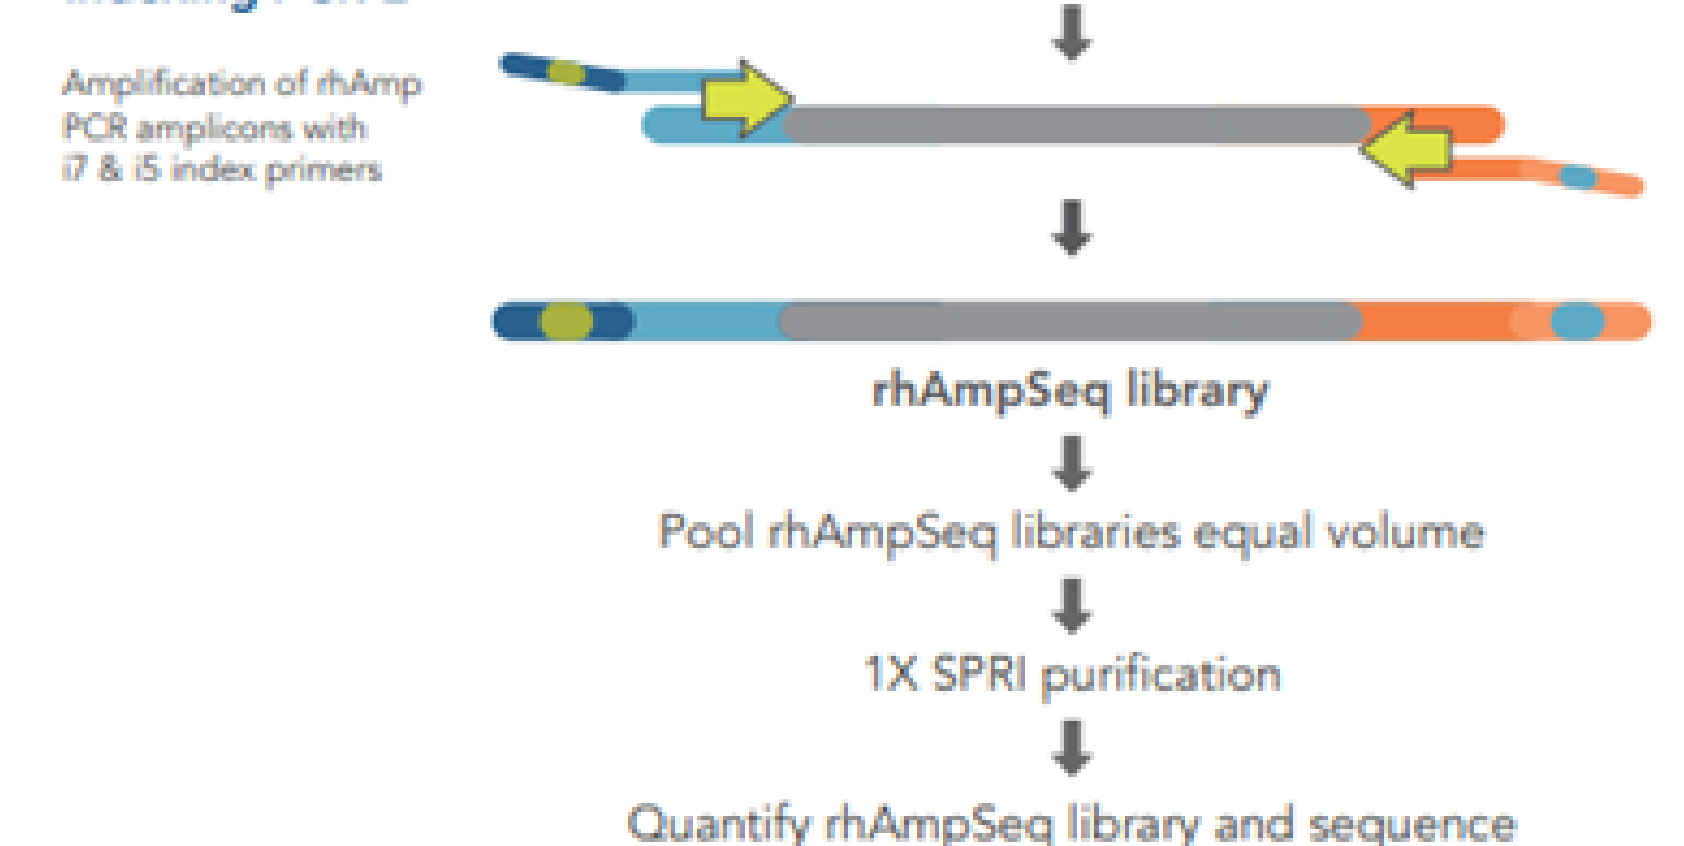 Amplification of rhAmp
PCR amplicons with
i7 & i5 index primers
rhAmpSeq library
Pool rhAmpSeq libraries equal volume
1X SPRI purification
Quantify rhAmpSeq library and sequence